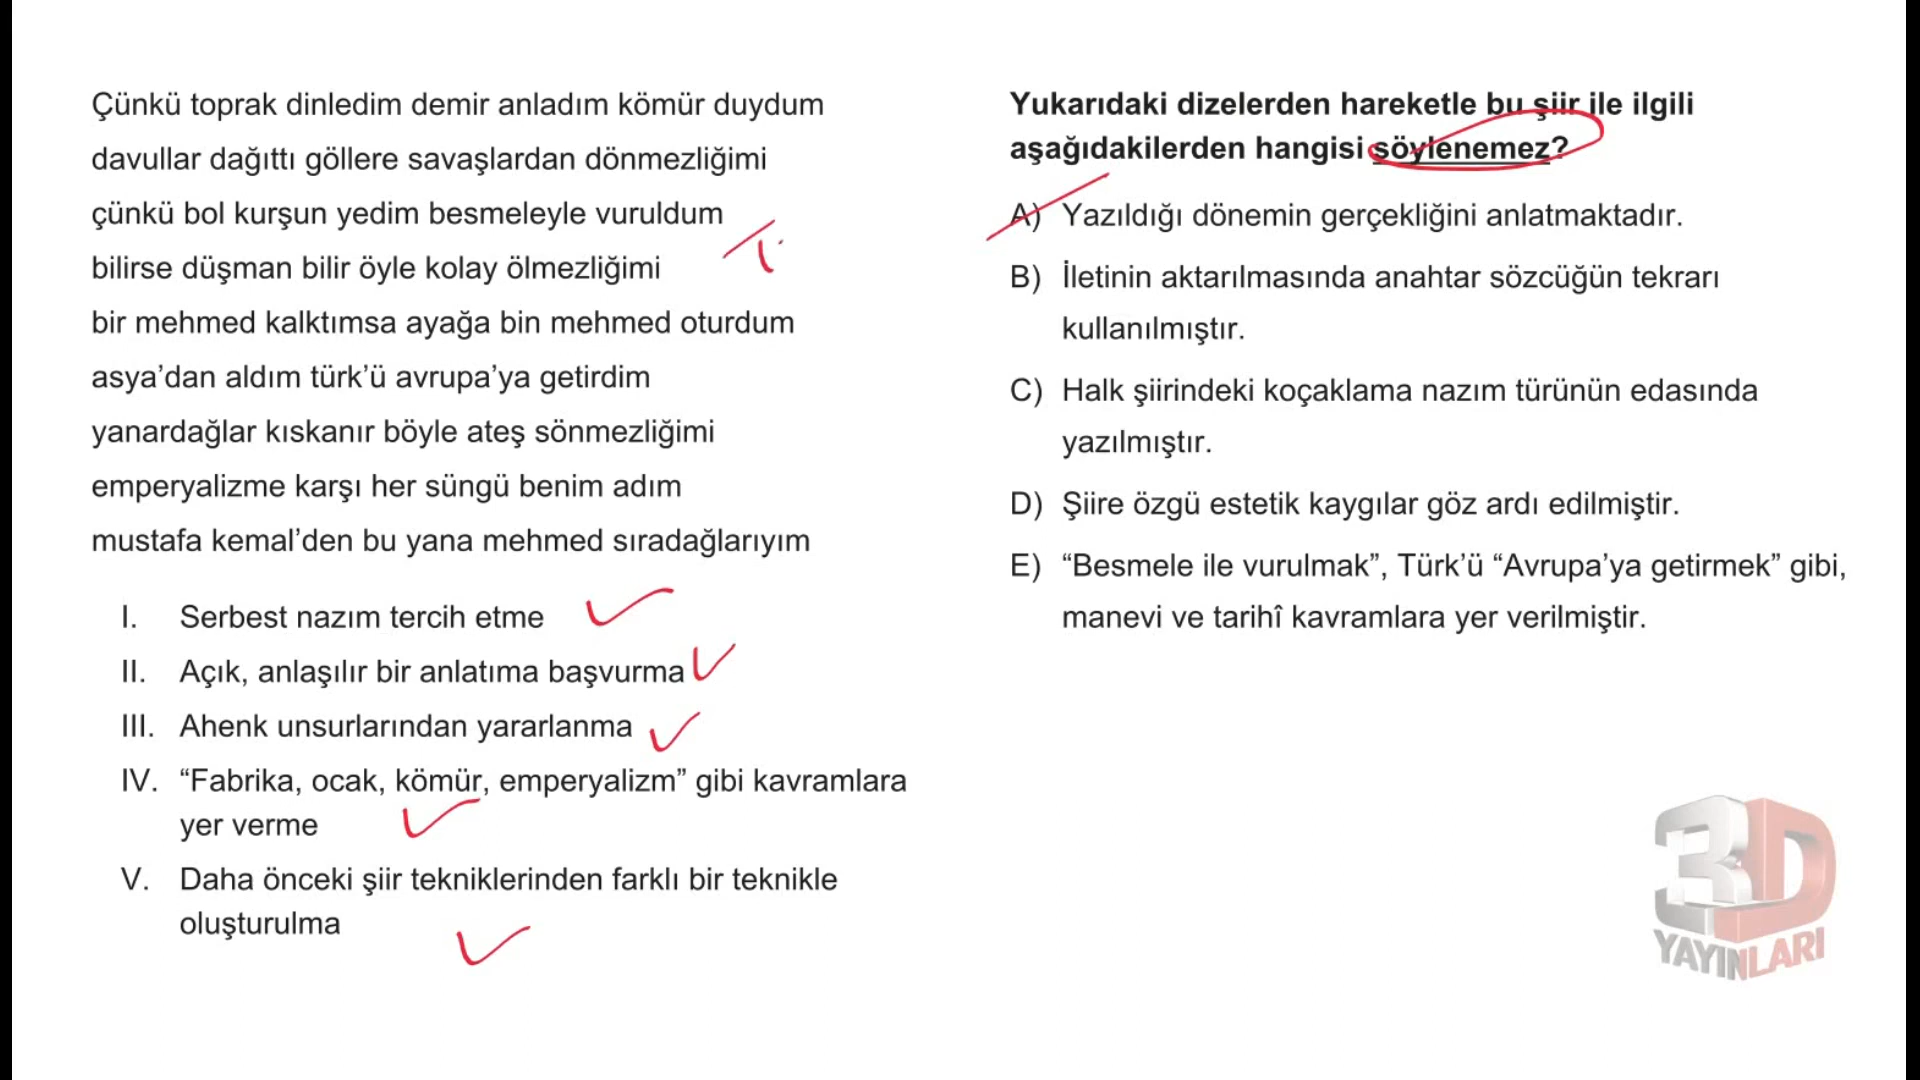 Çünkü toprak dinledim demir anladım kömür duydum
davullar dağıttı göllere savaşlardan dönmezliğimi
çünkü bol kurşun yedim besmeleyle vuruldum
bilirse düşman bilir öyle kolay ölmezliğimi
bir mehmed kalktımsa ayağa bin mehmed oturdum
asya’dan aldım türk’ü avrupa’ya getirdim
yanardağlar kıskanır böyle ateş sönmezliğimi
emperyalizme karşı her süngü benim adım
mustafa kemal’den bu yana mehmed sıradağlarıyım
I. Serbest nazım tercih etme
II. Açık, anlaşılır bir anlatıma başvurma
III. Ahenk unsurlarından yararlanma
IV. “Fabrika, ocak, kömür, emperyalizm” gibi kavramlara
yer verme
V. Daha önceki şiir tekniklerinden farklı bir teknikle
oluşturulma
Yukarıdaki dizelerden hareketle bu şiir ile ilgili
aşağıdakilerden hangisi söylenemez?
A) Yazıldığı dönemin gerçekliğini anlatmaktadır.
B) İletinin aktarılmasında anahtar sözcüğün tekrarı
kullanılmıştır.
C) Halk şiirindeki koçaklama nazım türünün edasında
yazılmıştır.
D) Şiire özgü estetik kaygılar göz ardı edilmiştir.
E) “Besmele ile vurulmak”, Türk’ü “Avrupa’ya getirmek” gibi,
manevi ve tarihî kavramlara yer verilmiştir.
3D
YAYINLARI